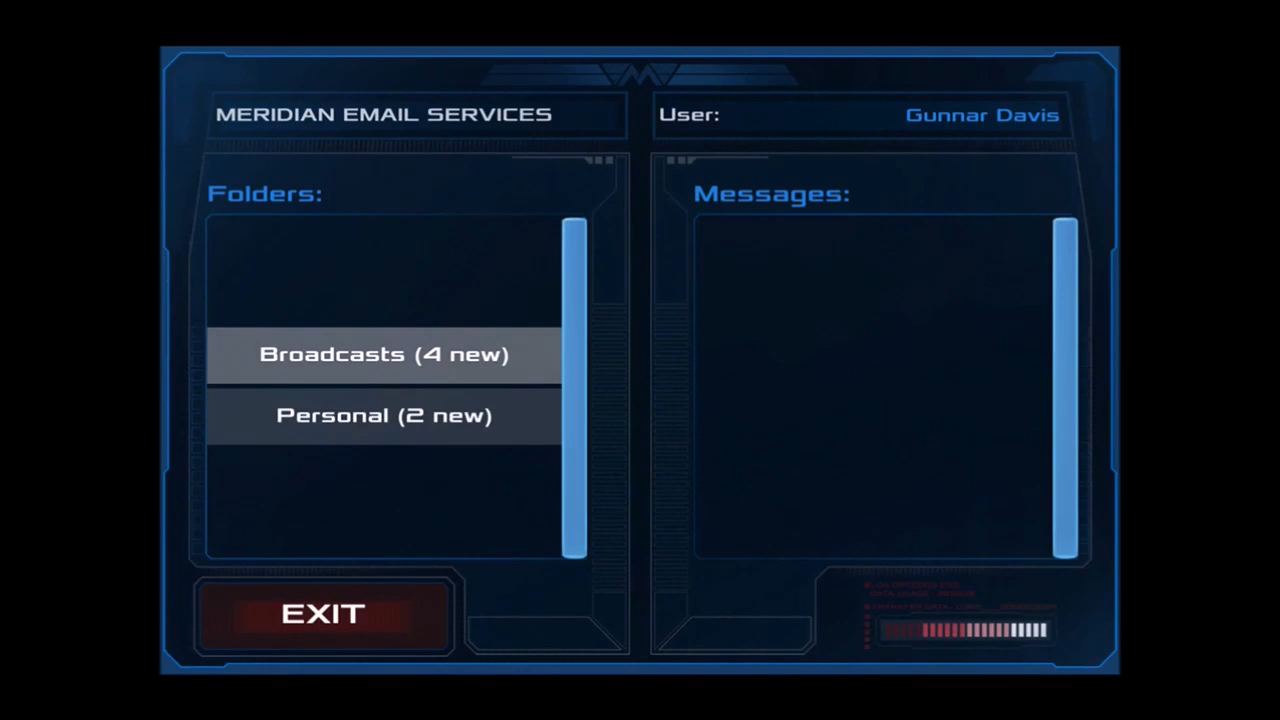 MERIDIAN EMAIL SERVICES
User: Gunnar Davis
Folders:
Broadcasts (4 new)
Personal (2 new)
Messages:
EXIT